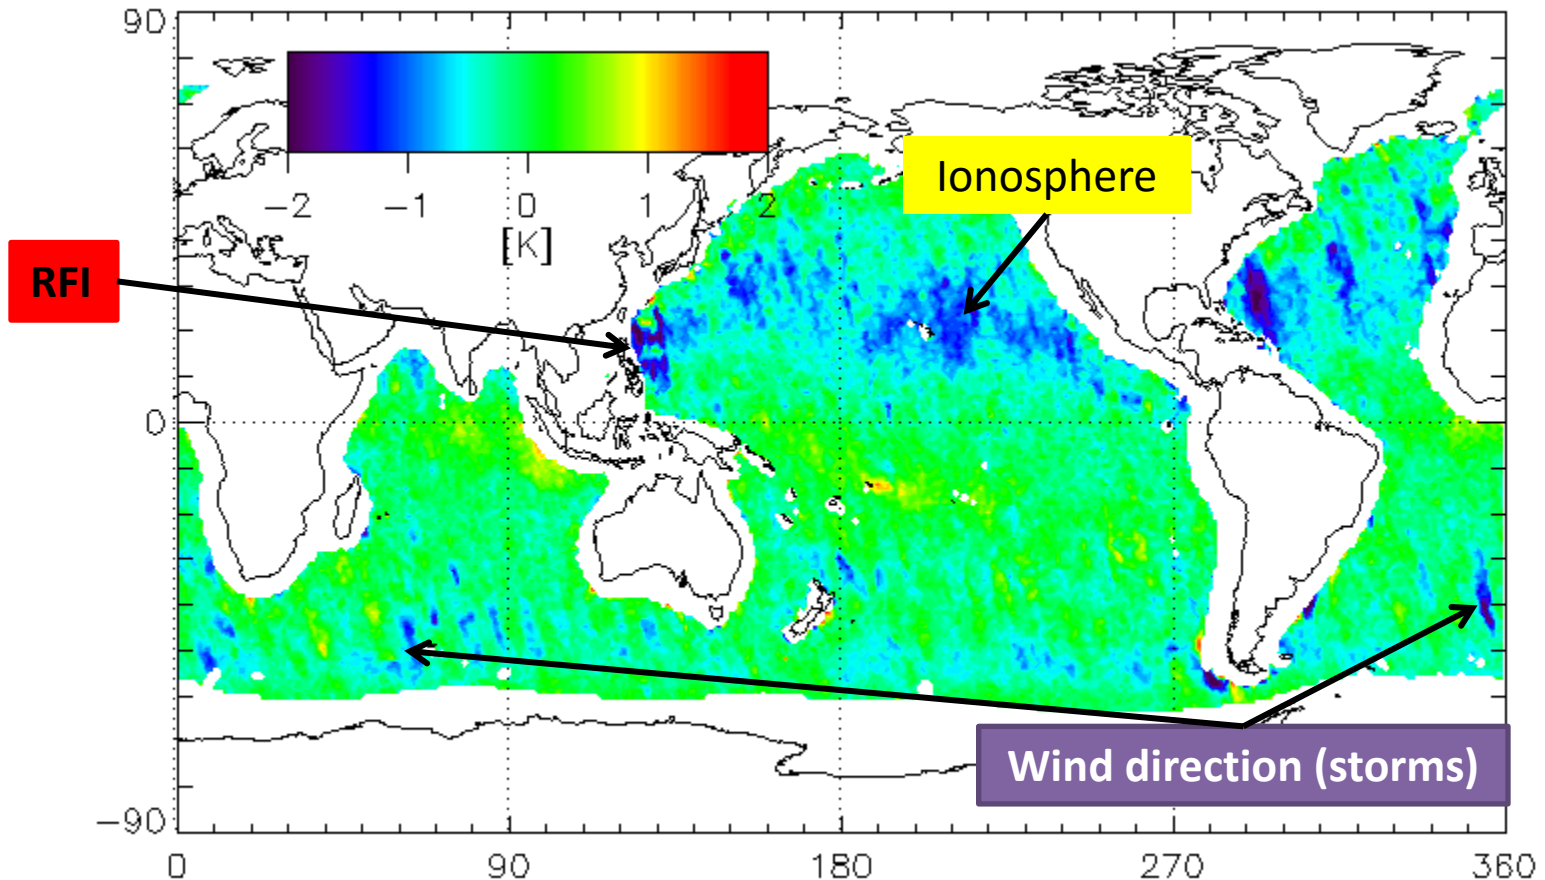 90
Ionosphere
−2 −1 0 1 2
[K]
RFI
0
Wind direction (storms)
−90
0 90 180 270 360